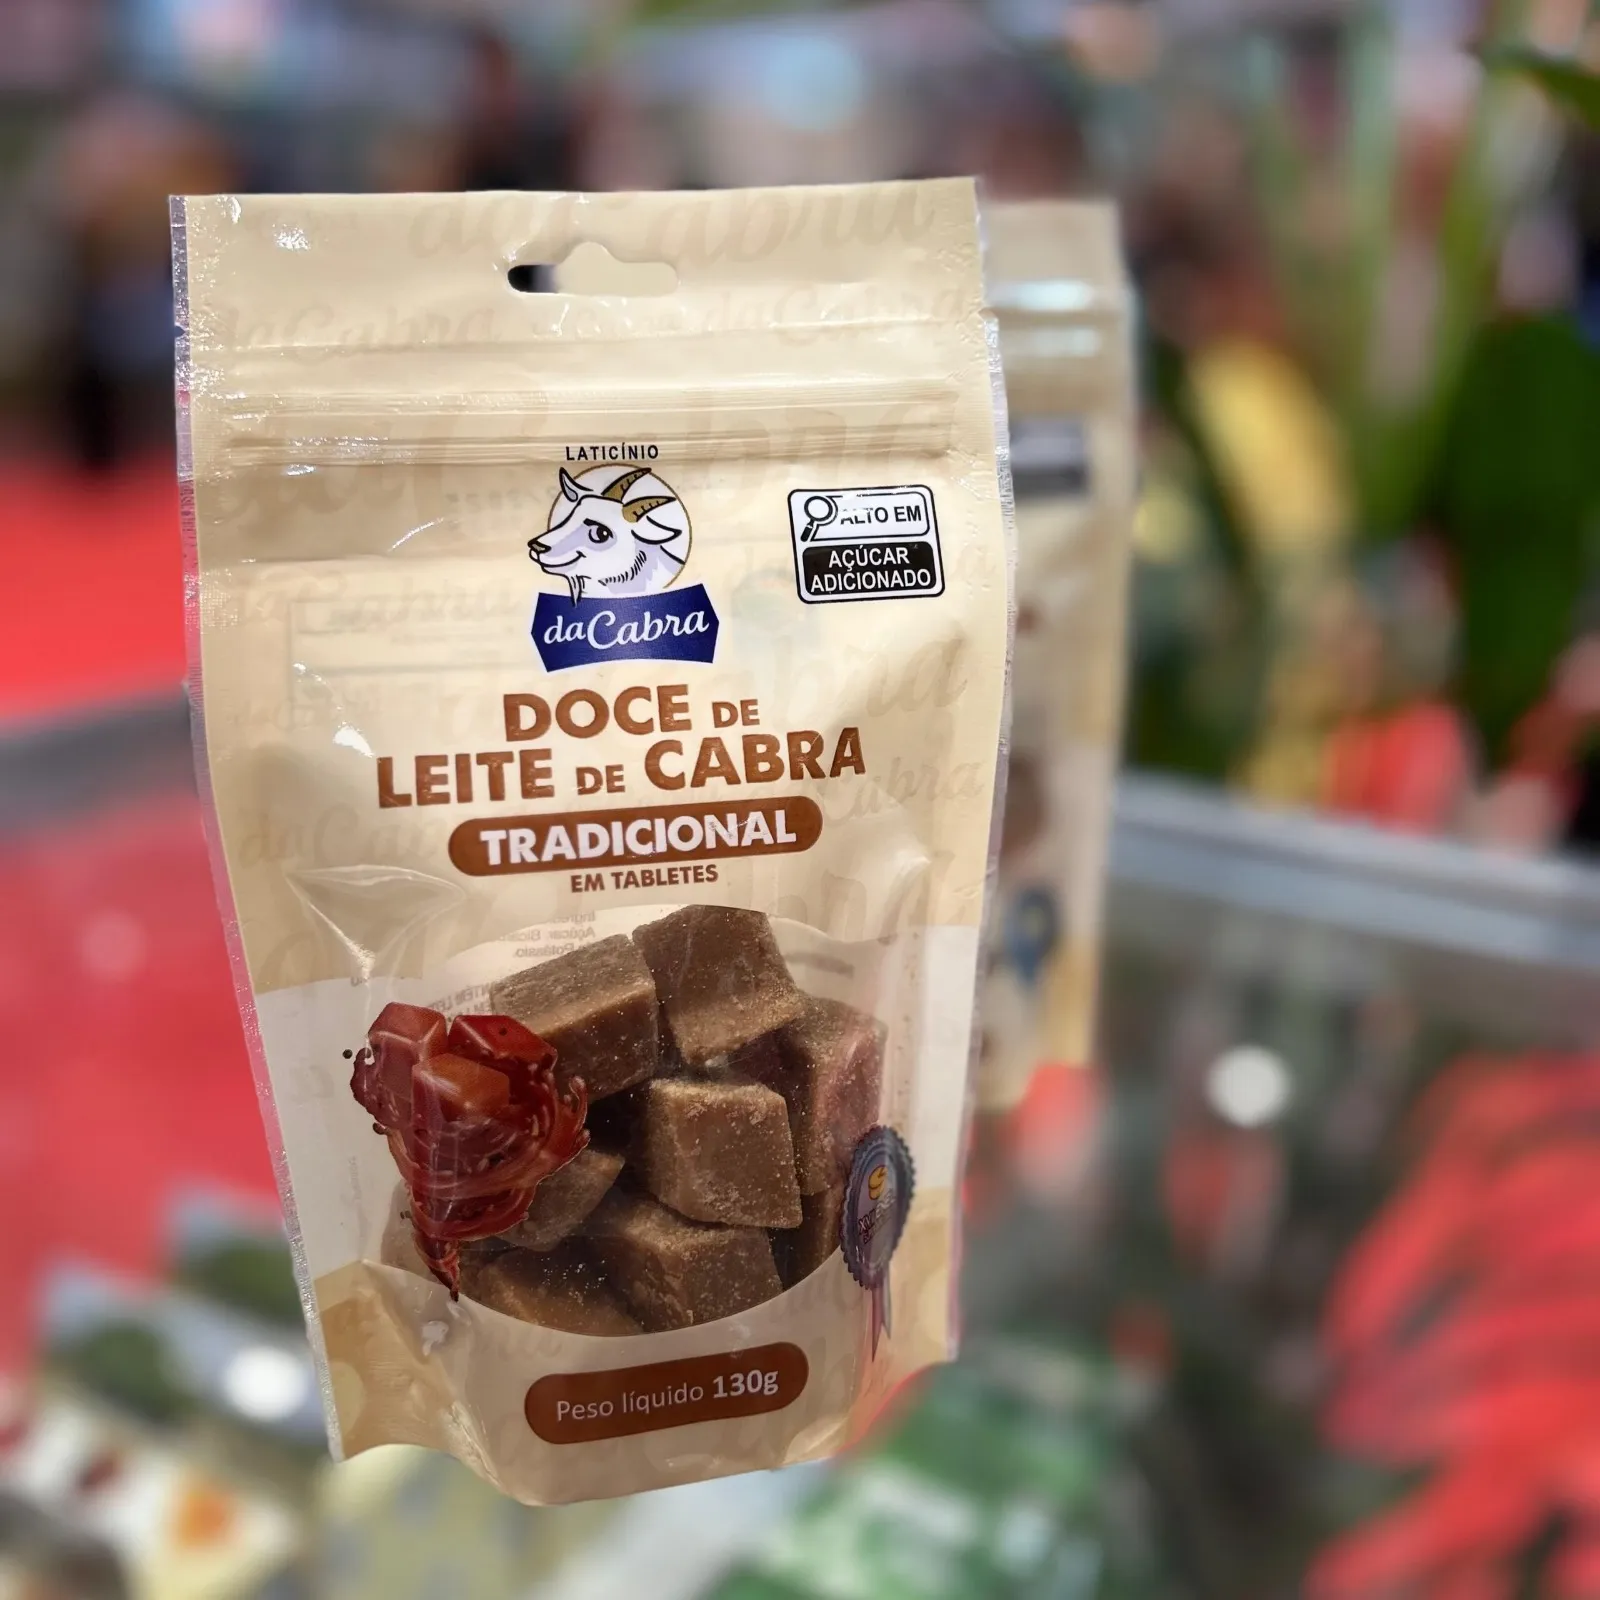 LATICÍNIO
daCabra
ALTO EM
AÇÚCAR
ADICIONADO
DOCE DE
LEITE DE CABRA
TRADICIONAL
EM TABLETES
Peso líquido 130g